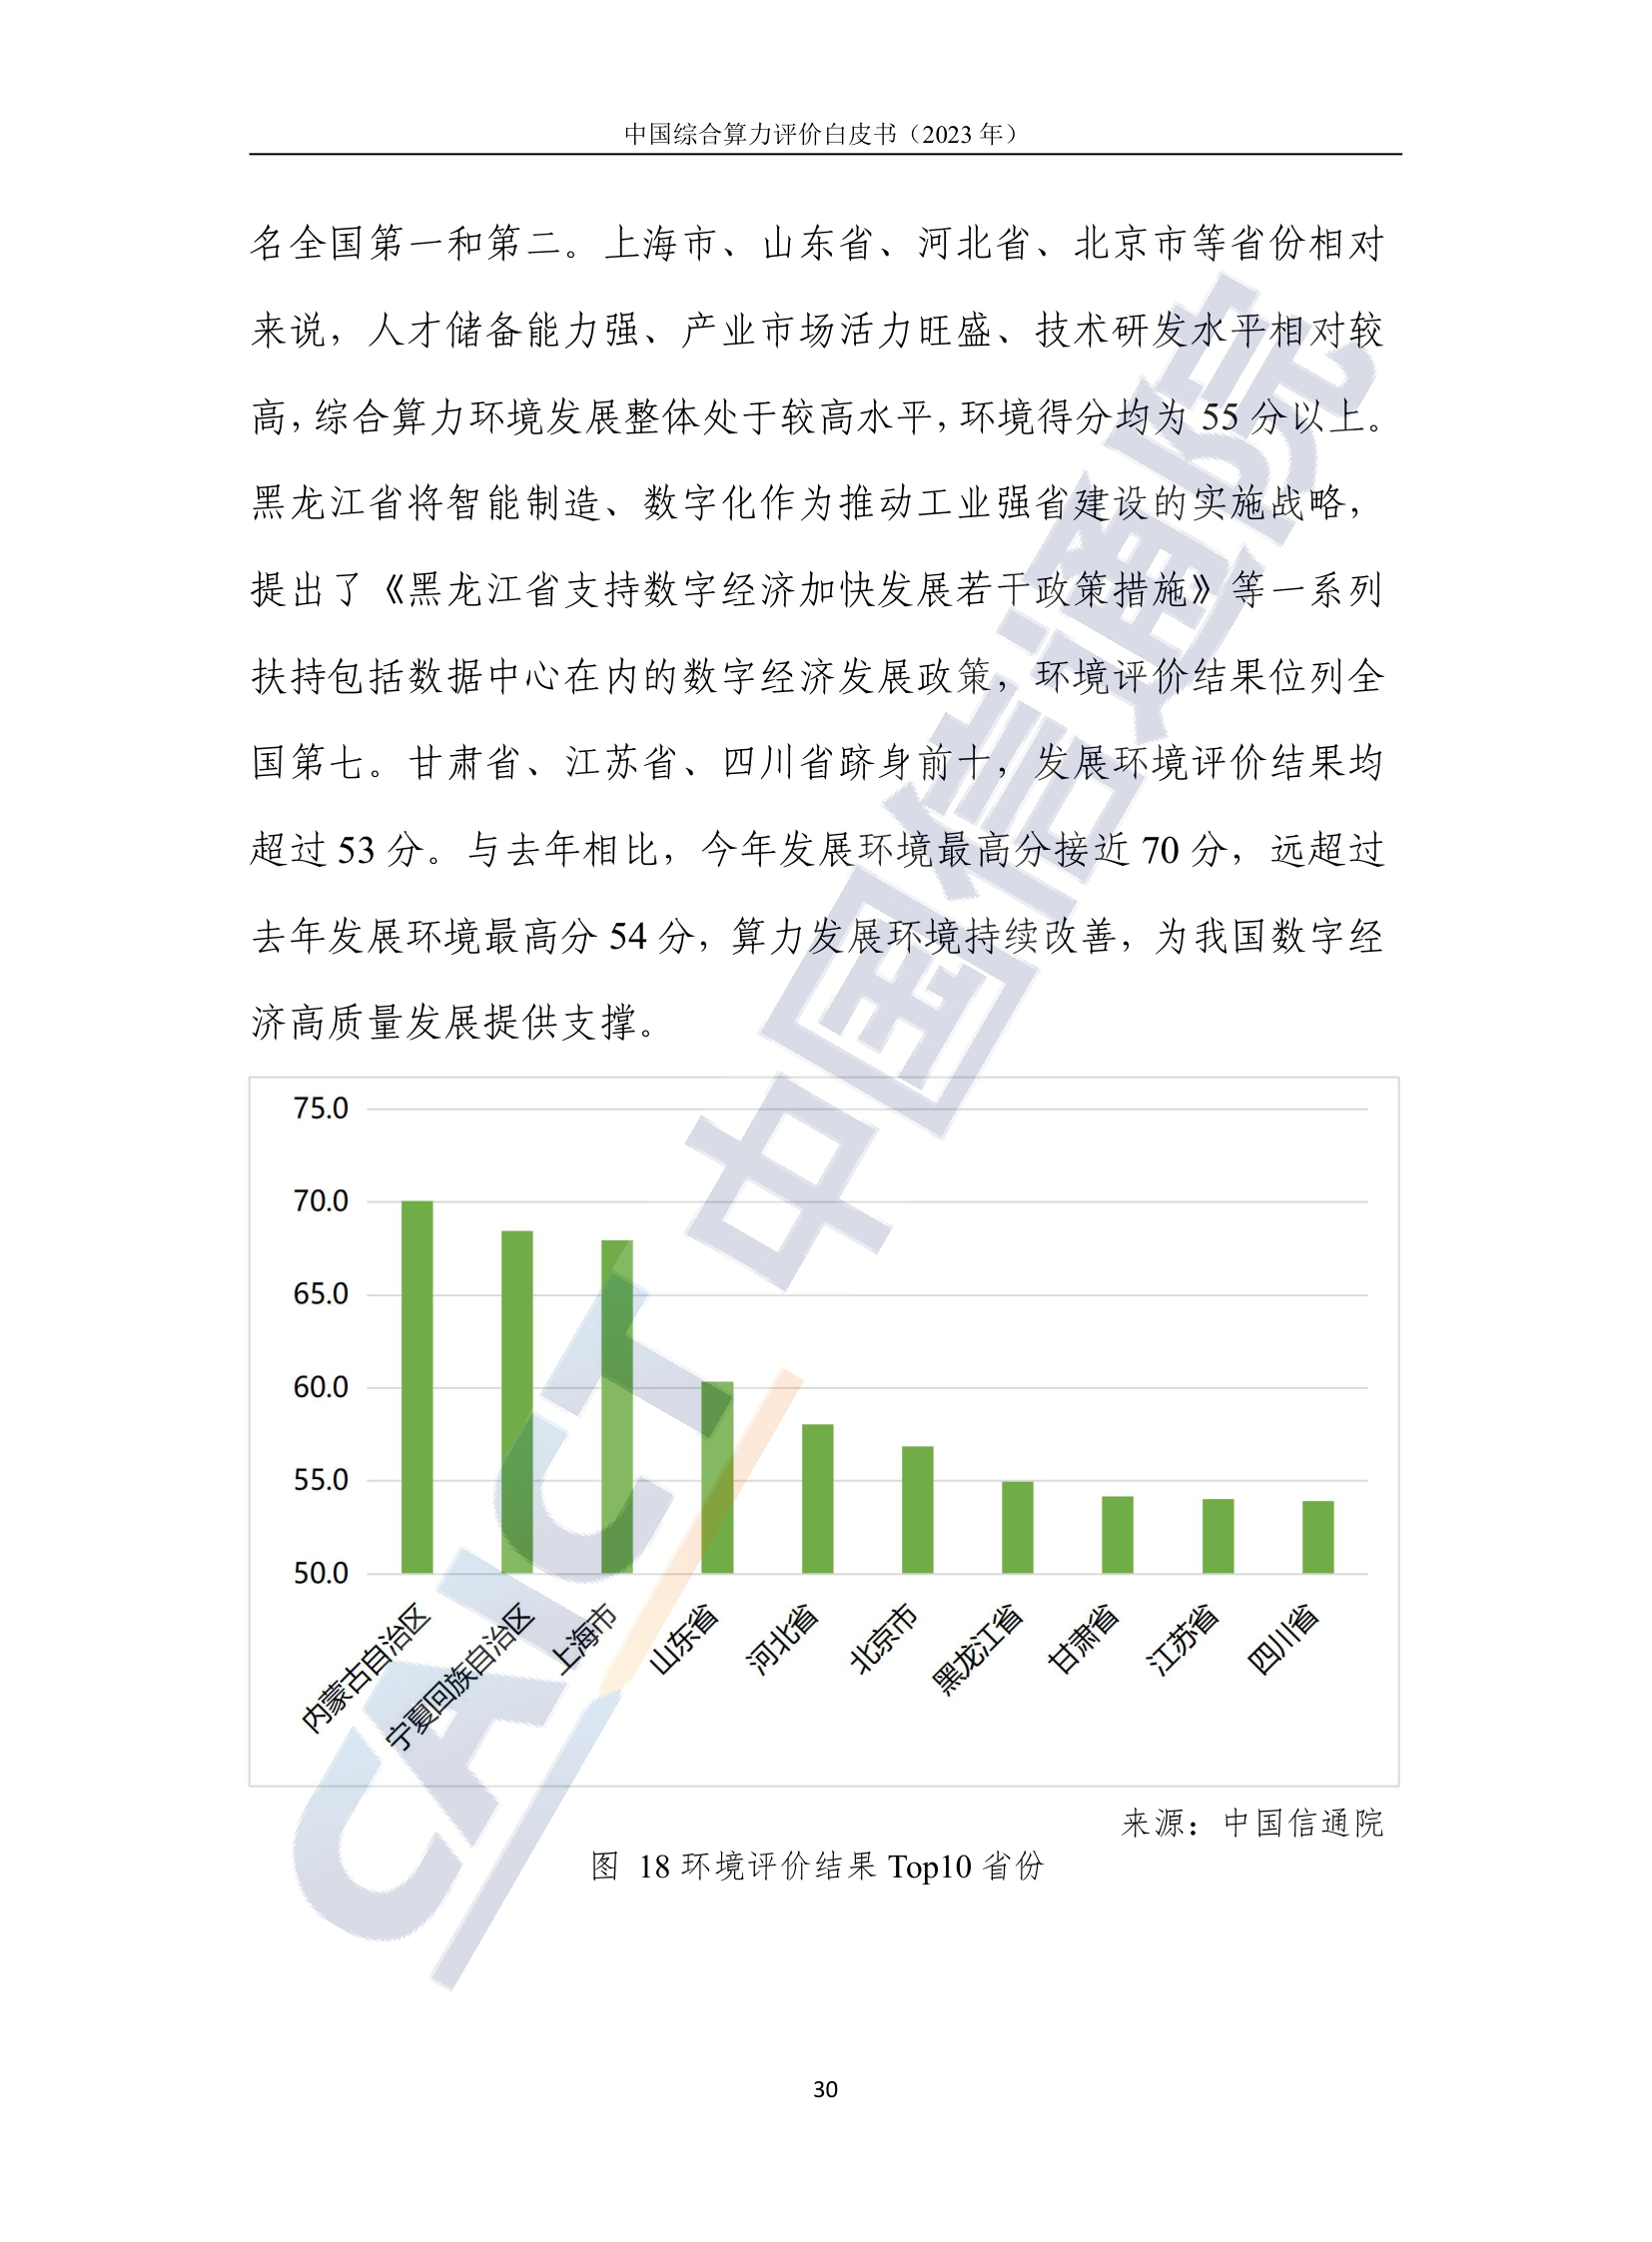 中国综合算力评价白皮书（2023 年）
名全国第一和第二。上海市、山东省、河北省、北京市等省份相对
来说，人才储备能力强、产业市场活力旺盛、技术研发水平相对较
高，综合算力环境发展整体处于较高水平，环境得分均为 55 分以上。
黑龙江省将智能制造、数字化作为推动工业强省建设的实施战略，
提出了《黑龙江省支持数字经济加快发展若干政策措施》等一系列
扶持包括数据中心在内的数字经济发展政策，环境评价结果位列全
国第七。甘肃省、江苏省、四川省跻身前十，发展环境评价结果均
超过 53 分。与去年相比，今年发展环境最高分接近 70 分，远超过
去年发展环境最高分 54 分，算力发展环境持续改善，为我国数字经
济高质量发展提供支撑。
75.0
70.0
65.0
60.0
55.0
50.0
内蒙古自治区
宁夏回族自治区
上海市
山东省
河北省
北京市
黑龙江省
甘肃省
江苏省
四川省
来源：中国信通院
图 18 环境评价结果 Top10 省份
30
CAICT 中国信通院